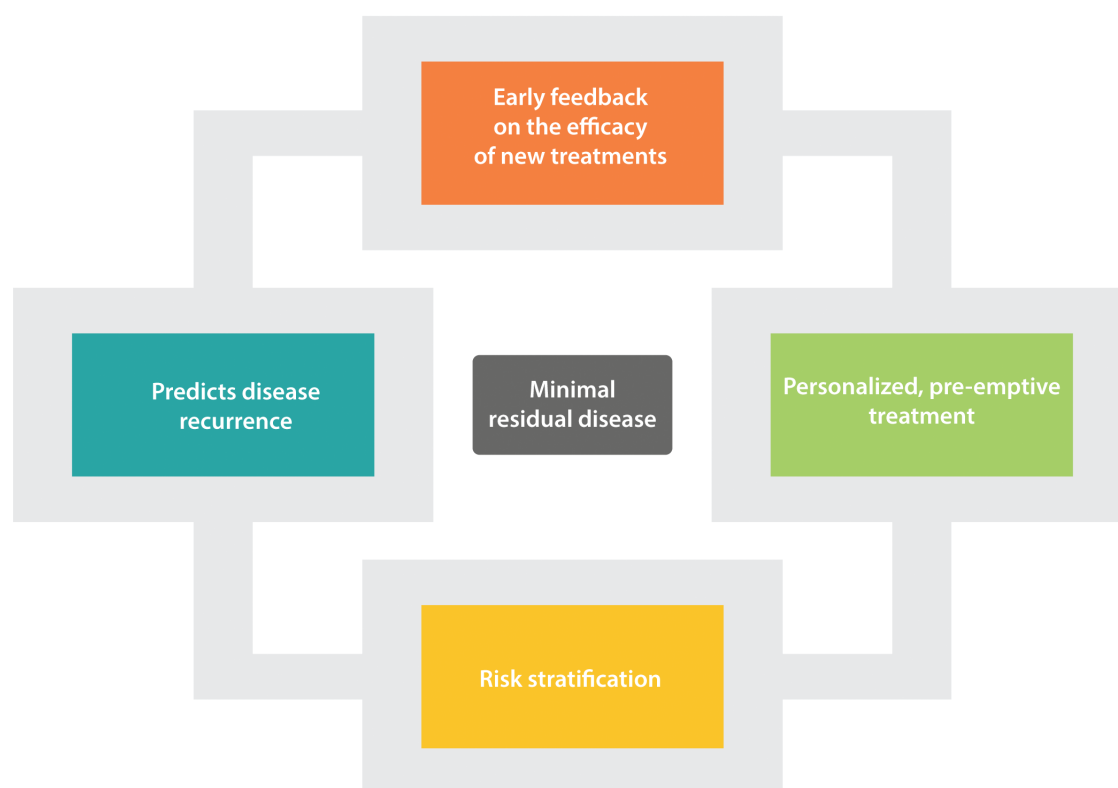 Early feedback
on the efficacy
of new treatments
Predicts disease
recurrence
Minimal
residual disease
Personalized, pre-emptive
treatment
Risk stratification